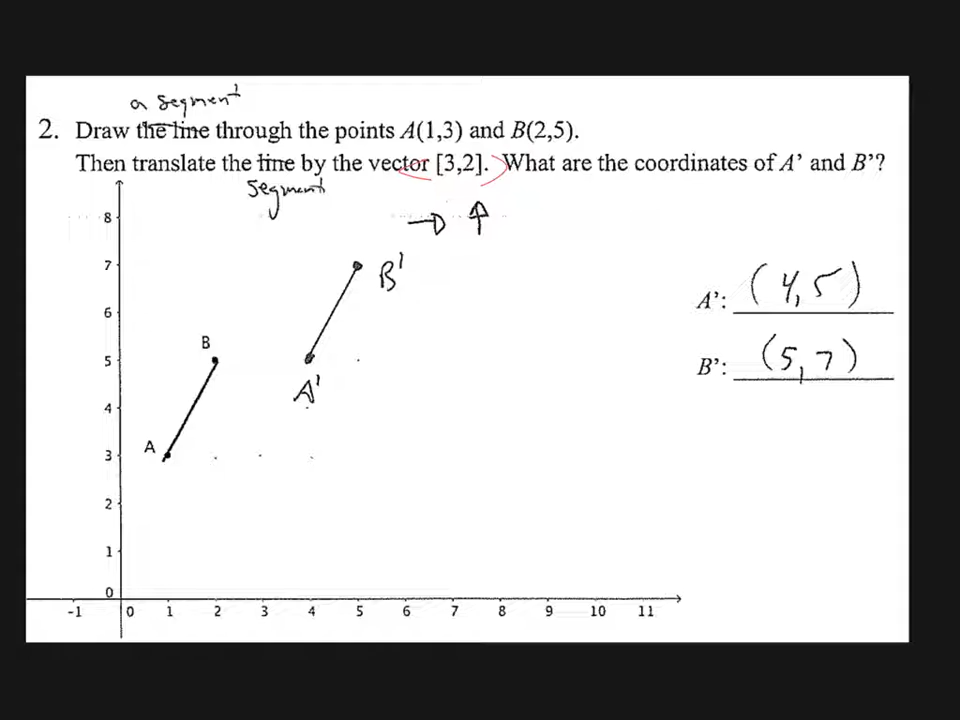 a segment
2. Draw the line through the points A(1,3) and B(2,5).
Then translate the line by the vector [3,2]. What are the coordinates of A' and B'?
segment
8
7
B'
A': (4,5)
6
B
5
B': (5,7)
A'
4
A
3
2
1
0
-1 0 1 2 3 4 5 6 7 8 9 10 11